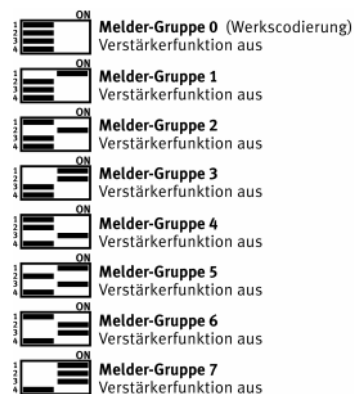 ON
1
2
3
4
Melder-Gruppe 0 (Werkscodierung)
Verstärkerfunktion aus
ON
1
2
3
4
Melder-Gruppe 1
Verstärkerfunktion aus
ON
1
2
3
4
Melder-Gruppe 2
Verstärkerfunktion aus
ON
1
2
3
4
Melder-Gruppe 3
Verstärkerfunktion aus
ON
1
2
3
4
Melder-Gruppe 4
Verstärkerfunktion aus
ON
1
2
3
4
Melder-Gruppe 5
Verstärkerfunktion aus
ON
1
2
3
4
Melder-Gruppe 6
Verstärkerfunktion aus
ON
1
2
3
4
Melder-Gruppe 7
Verstärkerfunktion aus